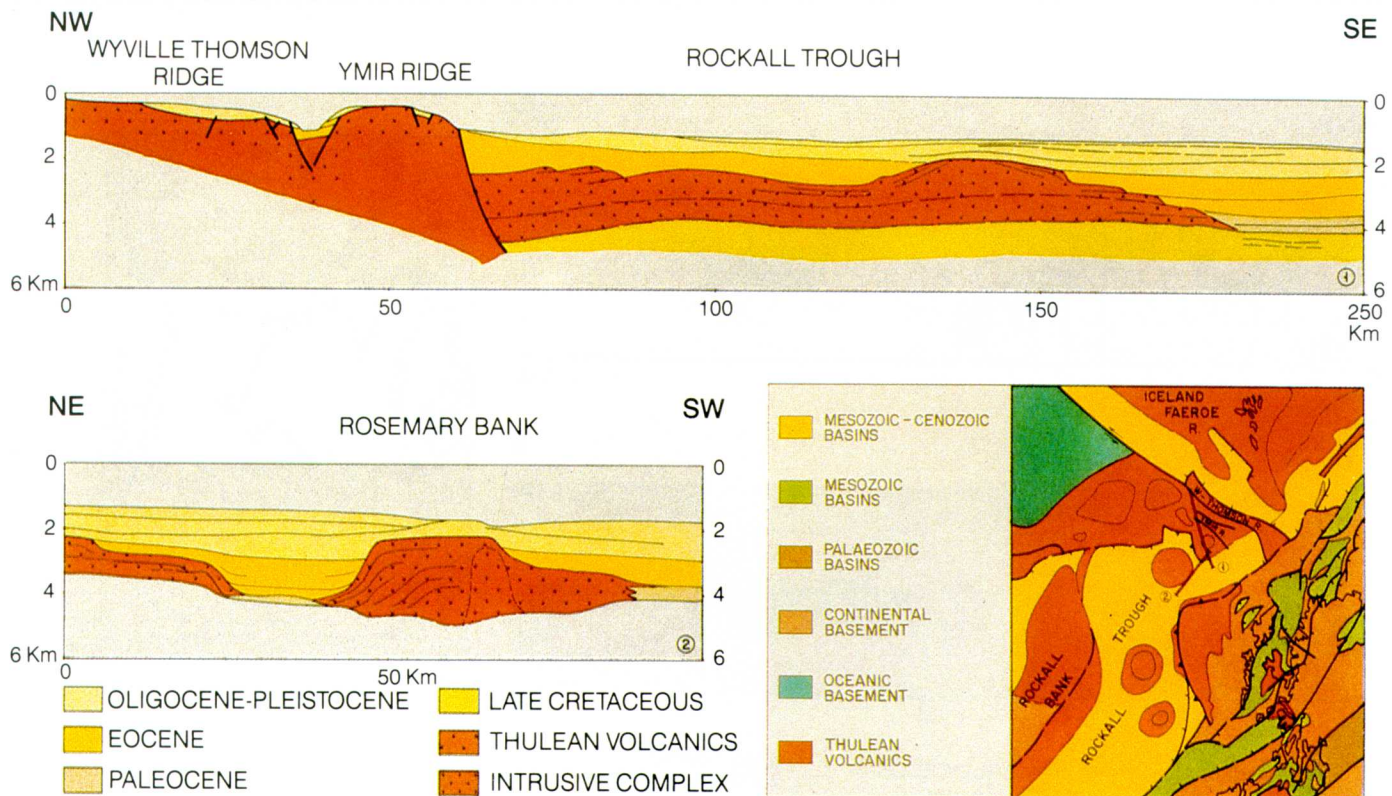 NW
SE
WYVILLE THOMSON
RIDGE
YMIR RIDGE
ROCKALL TROUGH
0
0
2
2
4
4
6 Km
6
①
0
50
100
150
250
Km
NE
SW
ROSEMARY BANK
0
0
2
2
4
4
6 Km
6
②
0
50 Km
OLIGOCENE-PLEISTOCENE
EOCENE
PALEOCENE
LATE CRETACEOUS
THULEAN VOLCANICS
INTRUSIVE COMPLEX
MESOZOIC - CENOZOIC
BASINS
MESOZOIC
BASINS
PALAEOZOIC
BASINS
CONTINENTAL
BASEMENT
OCEANIC
BASEMENT
THULEAN
VOLCANICS
ICELAND
FAEROE
R
THOMSON
ROCKALL
BANK
ROCKALL
TROUGH